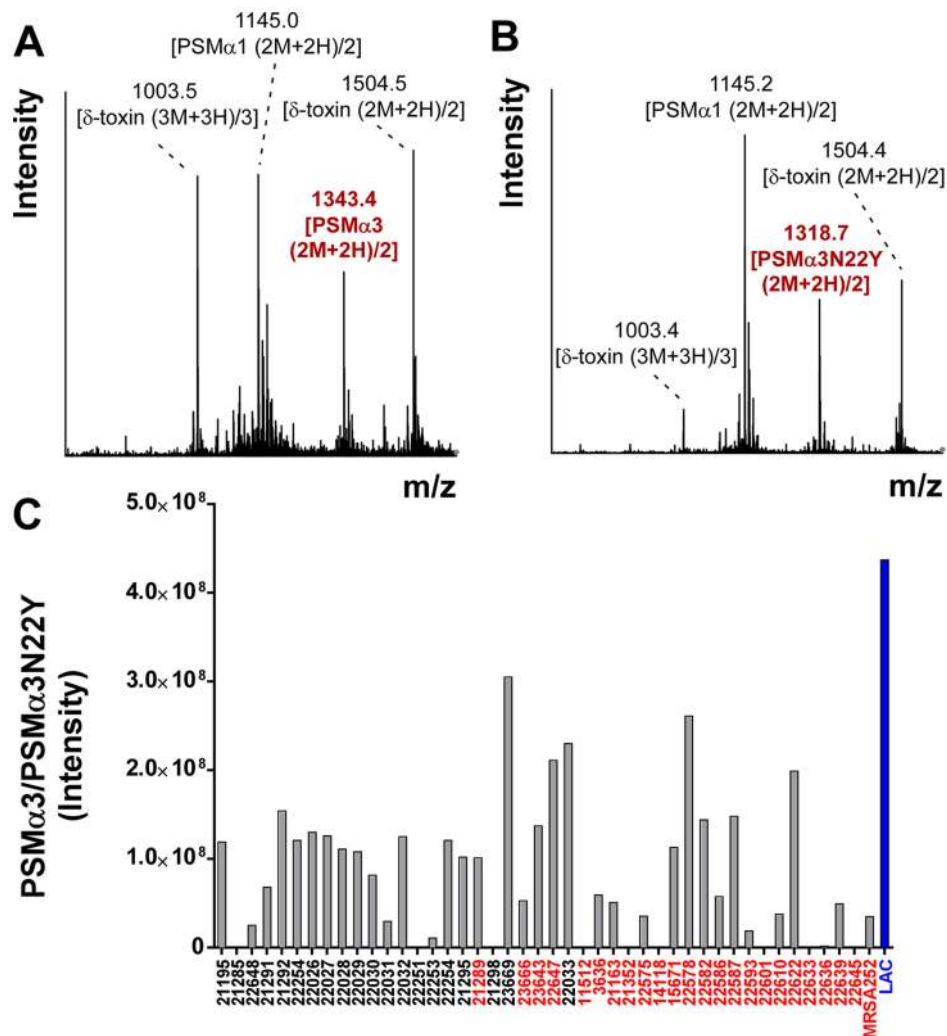 A
1145.0
[PSMα1 (2M+2H)/2]
1003.5
[δ-toxin (3M+3H)/3]
1504.5
[δ-toxin (2M+2H)/2]
1343.4
[PSMα3
(2M+2H)/2]
Intensity
m/z
B
1145.2
[PSMα1 (2M+2H)/2]
1504.4
[δ-toxin (2M+2H)/2]
1318.7
[PSMα3N22Y
(2M+2H)/2]
1003.4
[δ-toxin (3M+3H)/3]
Intensity
m/z
C
PSMα3/PSMα3N22Y
(Intensity)
5.0× 10⁸
4.0× 10⁸
3.0× 10⁸
2.0× 10⁸
1.0× 10⁸
0
21195
21285
22648
21291
21292
22254
22026
22027
22028
22029
22030
22031
22032
22251
22253
22254
21295
21289
21298
23669
23666
23643
22647
22033
11512
3636
21163
21352
22575
14118
15671
22578
22582
22586
22587
22593
22601
22610
22622
22633
22636
22639
22645
MRSA252
LAC